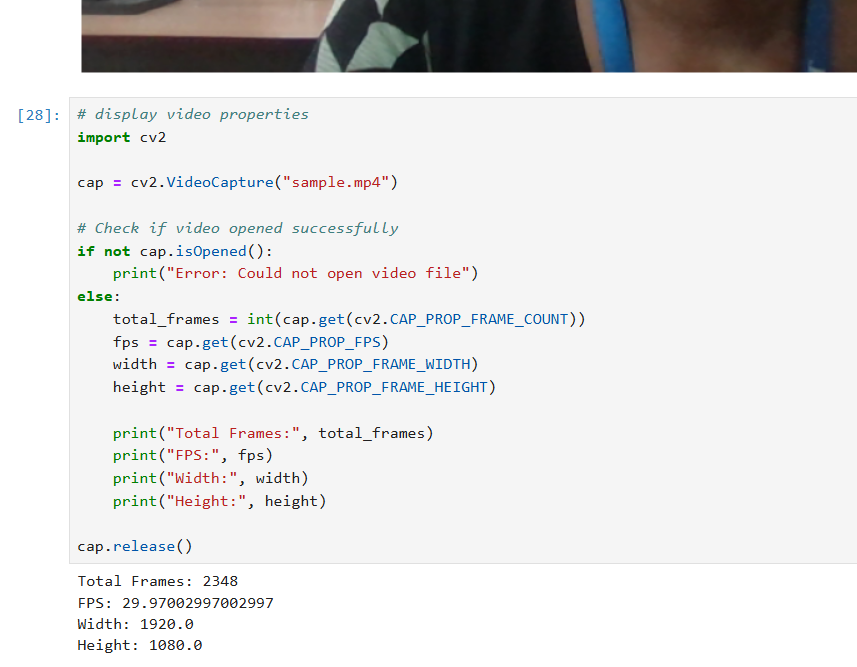 [28]:
# display video properties
import cv2
cap = cv2.VideoCapture("sample.mp4")
# Check if video opened successfully
if not cap.isOpened():
    print("Error: Could not open video file")
else:
    total_frames = int(cap.get(cv2.CAP_PROP_FRAME_COUNT))
    fps = cap.get(cv2.CAP_PROP_FPS)
    width = cap.get(cv2.CAP_PROP_FRAME_WIDTH)
    height = cap.get(cv2.CAP_PROP_FRAME_HEIGHT)
    print("Total Frames:", total_frames)
    print("FPS:", fps)
    print("Width:", width)
    print("Height:", height)
cap.release()
Total Frames: 2348
FPS: 29.97002997002997
Width: 1920.0
Height: 1080.0